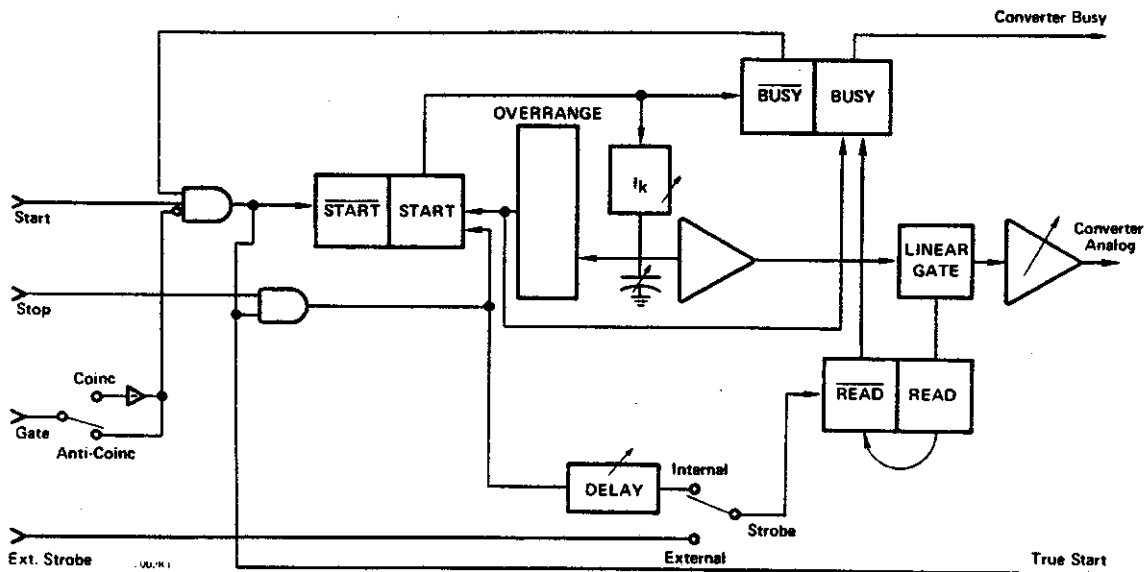 Converter Busy
BUSY BUSY
OVERRANGE
Ik
START START
Start
Converter
Analog
LINEAR
GATE
Stop
Coinc
READ READ
Gate
Anti-Coinc
Internal
DELAY
Strobe
External
Ext. Strobe
True Start